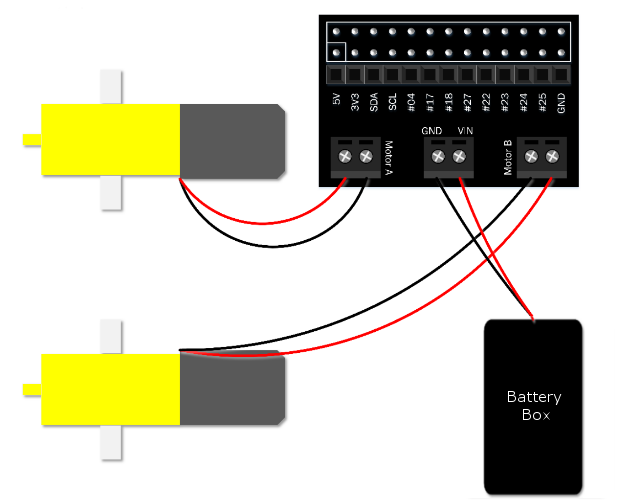 5V
3V3
SDA
SCL
#04
#17
#18
#27
#22
#23
#24
#25
GND
GND VIN
Motor A
Motor B
Battery
Box